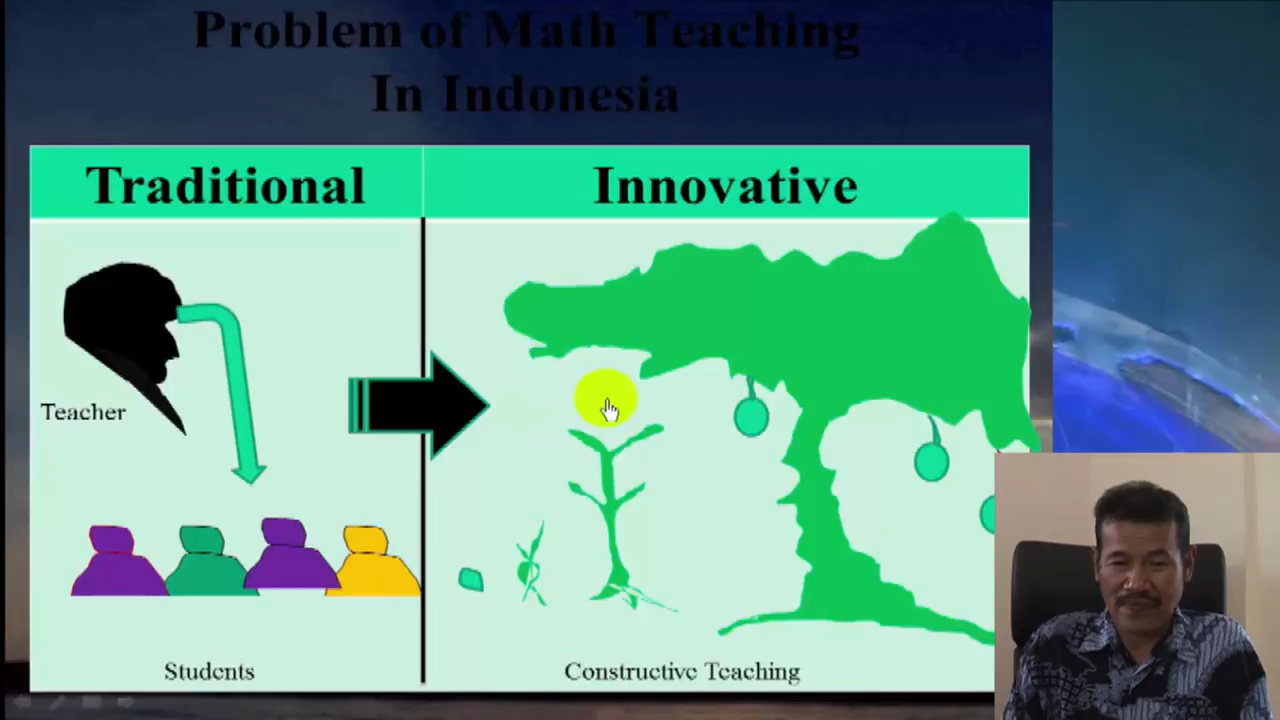 Problem of Math Teaching
In Indonesia
Traditional
Innovative
Teacher
Students
Constructive Teaching